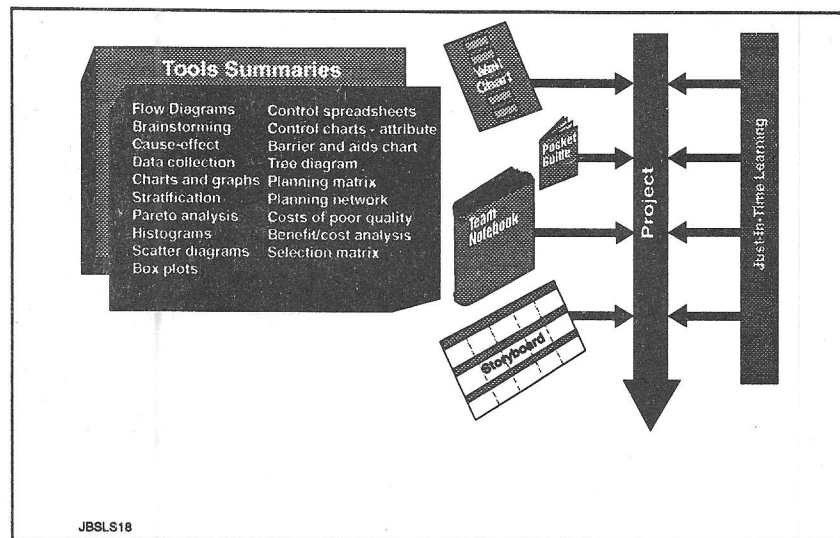 Tools Summaries
Flow Diagrams
Brainstorming
Cause-effect
Data collection
Charts and graphs
Stratification
Pareto analysis
Histograms
Scatter diagrams
Box plots
Control spreadsheets
Control charts - attribute
Barrier and aids chart
Tree diagram
Planning matrix
Planning network
Costs of poor quality
Benefit/cost analysis
Selection matrix
Wall
Chart
Pocket
Guide
Team
Notebook
Storyboard
Project
Just-In-Time Learning
JBSLS18